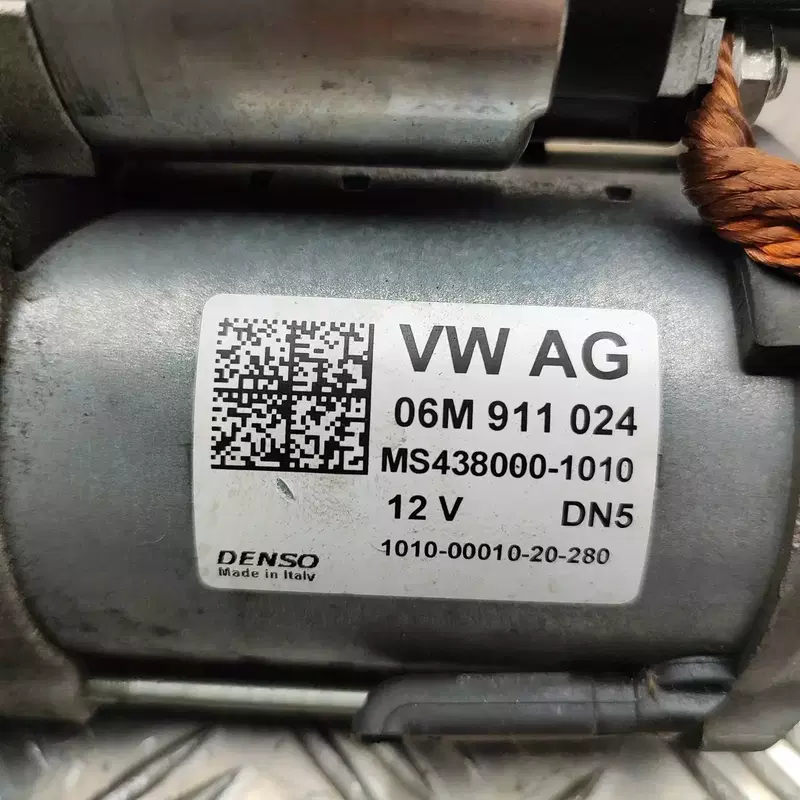 VW AG
06M 911 024
MS438000-1010
12 V DN5
1010-00010-20-280
DENSO
Made in Italy